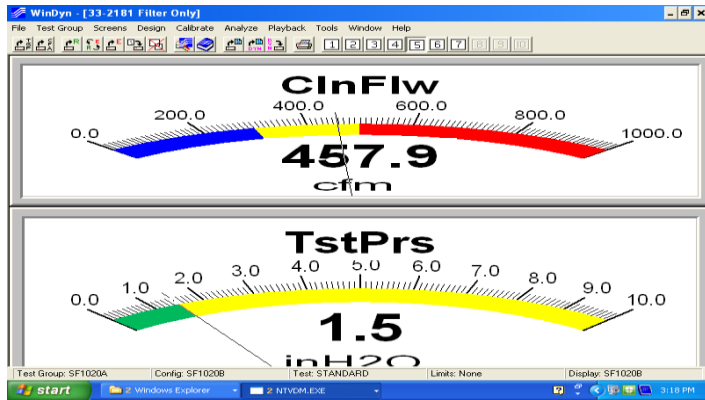 WinDyn - [33-2181 Filter Only]
File Test Group Screens Design Calibrate Analyze Playback Tools Window Help
1 2 3 4 5 6 7 8 9 10
ClnFlw
0.0 200.0 400.0 600.0 800.0 1000.0
457.9
cfm
TstPrs
0.0 1.0 2.0 3.0 4.0 5.0 6.0 7.0 8.0 9.0 10.0
1.5
inH2O
Test Group: SF1020A Config: SF1020B Test: STANDARD Limits: None Display: SF1020B
start 2 Windows Explorer 2 NTVDM.EXE 3:18 PM